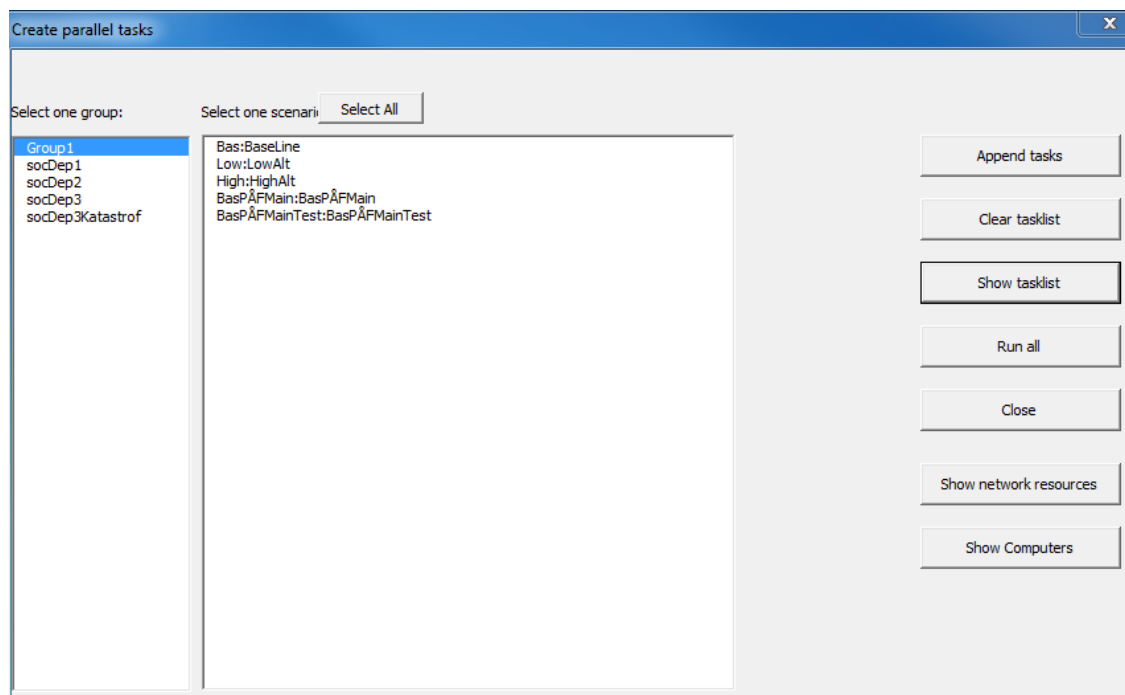 Create parallel tasks
X
Select one group:
Select one scenari
Select All
Group1
socDep1
socDep2
socDep3
socDep3Katastrof
Bas:BaseLine
Low:LowAlt
High:HighAlt
BasPÅFMain:BasPÅFMain
BasPÅFMainTest:BasPÅFMainTest
Append tasks
Clear tasklist
Show tasklist
Run all
Close
Show network resources
Show Computers